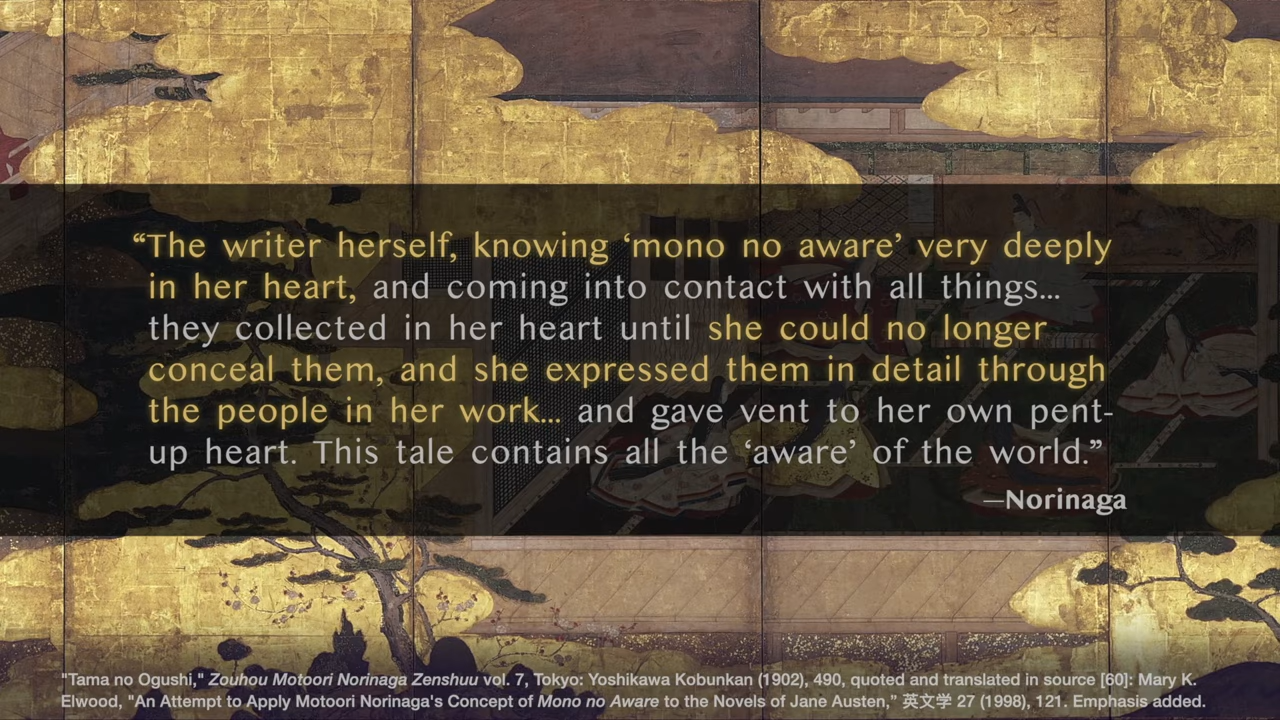 “The writer herself, knowing ‘mono no aware’ very deeply
in her heart, and coming into contact with all things...
they collected in her heart until she could no longer
conceal them, and she expressed them in detail through
the people in her work... and gave vent to her own pent-
up heart. This tale contains all the ‘aware’ of the world.”
—Norinaga
"Tama no Ogushi," Zouhou Motoori Norinaga Zenshuu vol. 7, Tokyo: Yoshikawa Kobunkan (1902), 490, quoted and translated in source [60]: Mary K.
Elwood, "An Attempt to Apply Motoori Norinaga's Concept of Mono no Aware to the Novels of Jane Austen,” 英文学 27 (1998), 121. Emphasis added.